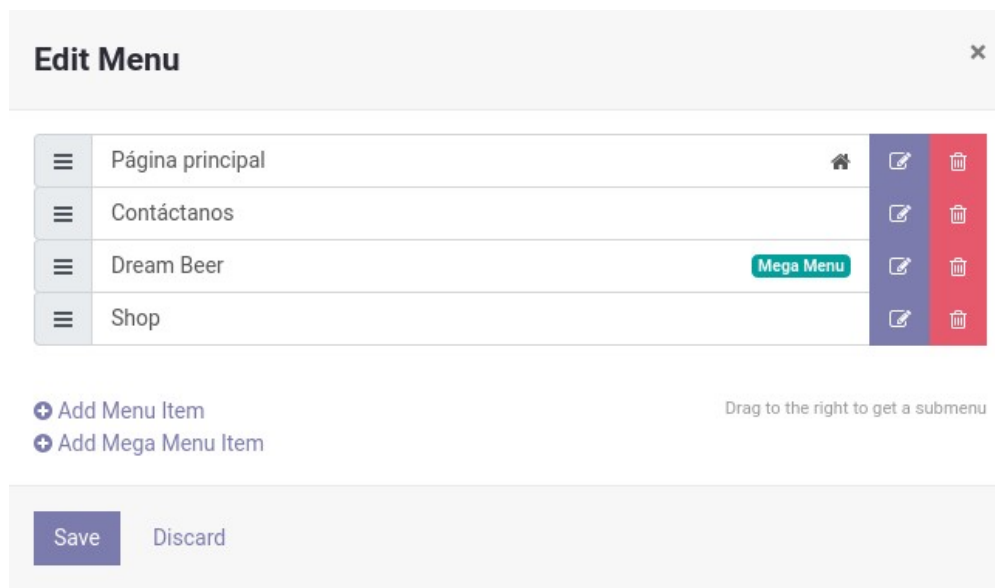 Edit Menu
Página principal
Contáctanos
Dream Beer Mega Menu
Shop
Add Menu Item
Drag to the right to get a submenu
Add Mega Menu Item
Save Discard